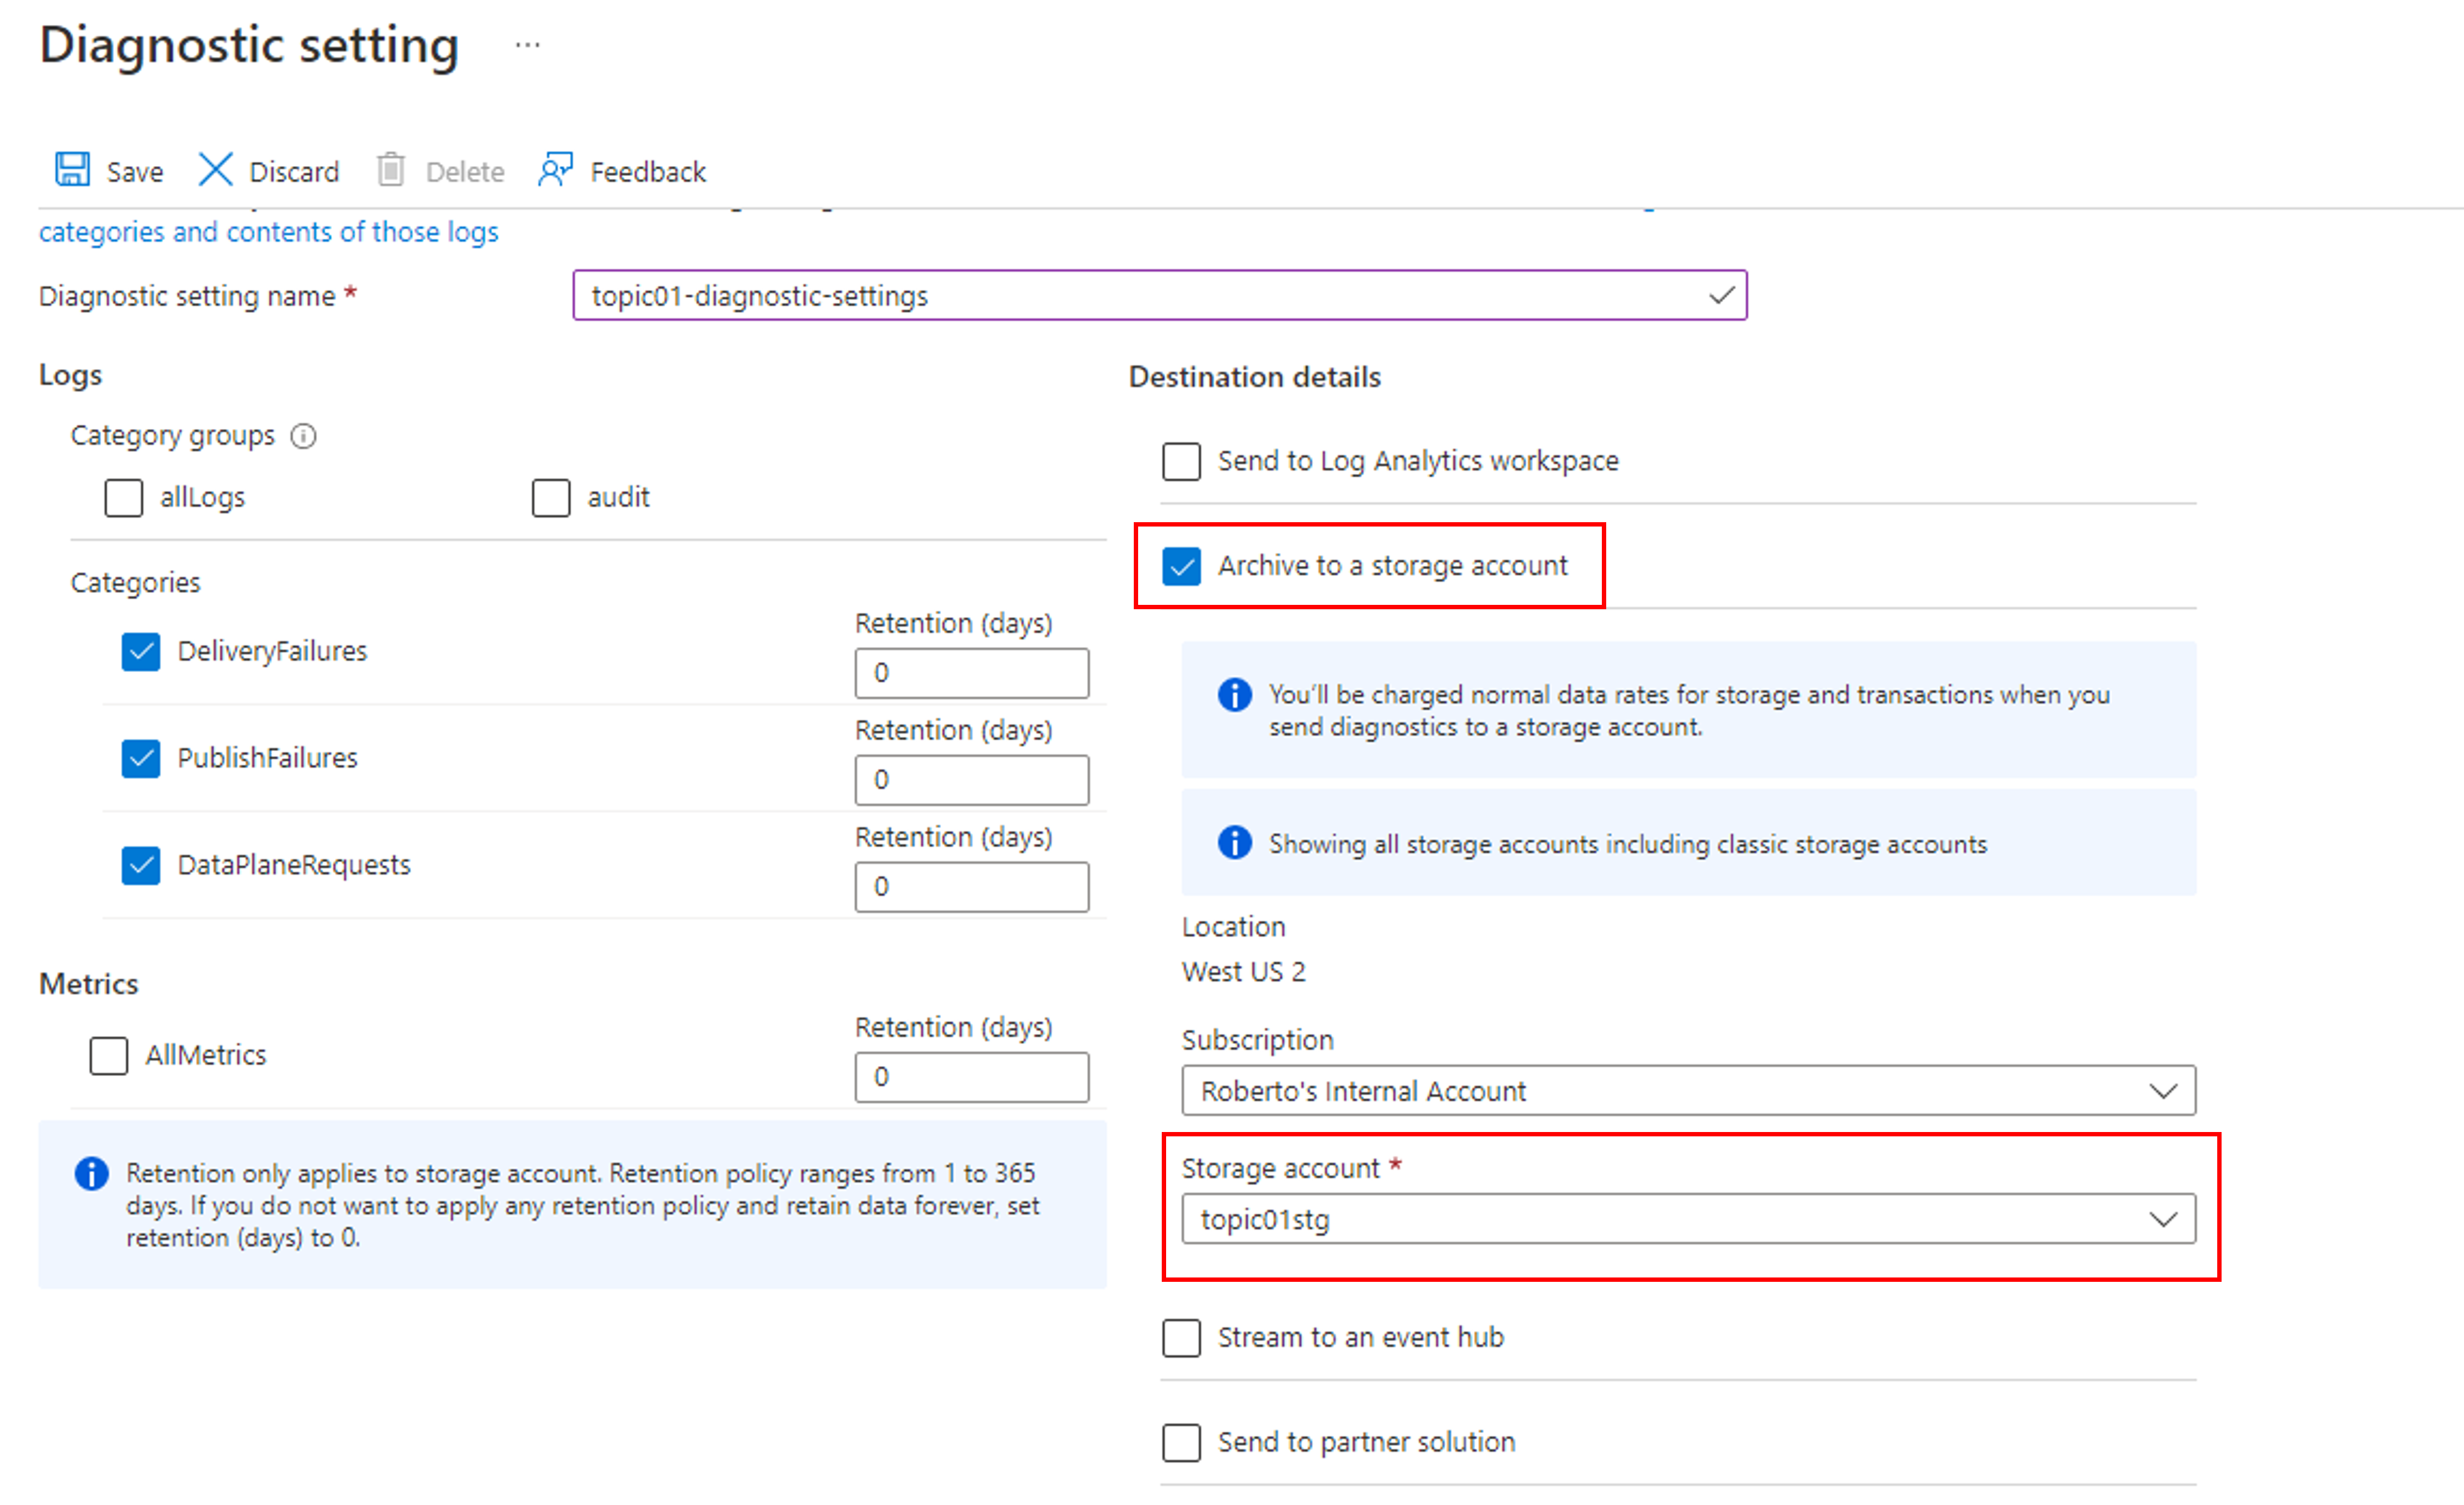 Diagnostic setting ...
Save Discard Delete Feedback
categories and contents of those logs
Diagnostic setting name *
topic01-diagnostic-settings
Logs
Category groups
allLogs audit
Categories
DeliveryFailures
Retention (days)
0
PublishFailures
Retention (days)
0
DataPlaneRequests
Retention (days)
0
Metrics
AllMetrics
Retention (days)
0
Retention only applies to storage account. Retention policy ranges from 1 to 365
days. If you do not want to apply any retention policy and retain data forever, set
retention (days) to 0.
Destination details
Send to Log Analytics workspace
Archive to a storage account
You'll be charged normal data rates for storage and transactions when you
send diagnostics to a storage account.
Showing all storage accounts including classic storage accounts
Location
West US 2
Subscription
Roberto's Internal Account
Storage account *
topic01stg
Stream to an event hub
Send to partner solution